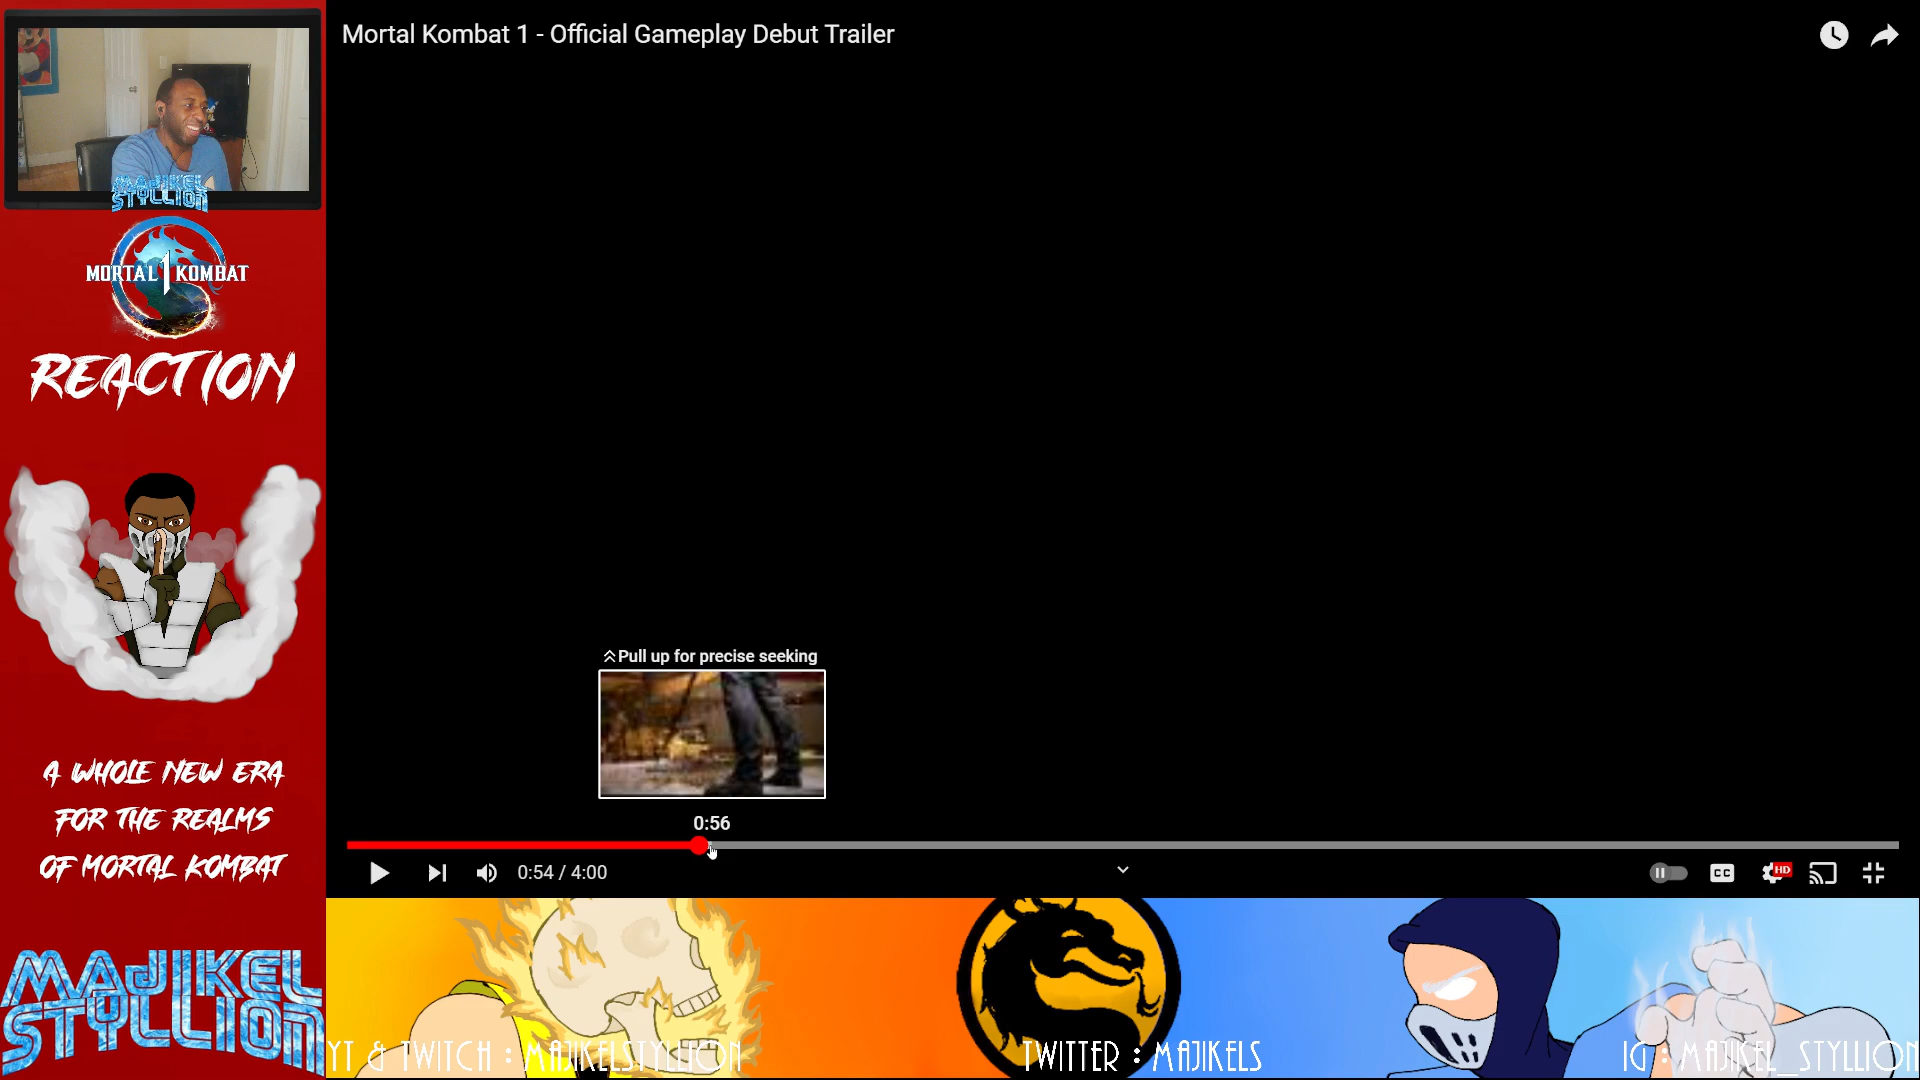 Mortal Kombat 1 - Official Gameplay Debut Trailer
MAJIKEL
STYLLION
MORTAL 1 KOMBAT
REACTION
A WHOLE NEW ERA
FOR THE REALMS
OF MORTAL KOMBAT
MAJIKEL
STYLLION
Pull up for precise seeking
0:56
0:54 / 4:00
CC
HD
YT & TWITCH : MAJIKELSTYLLION
TWITTER : MAJIKELS
IG : MAJIKEL_STYLLION